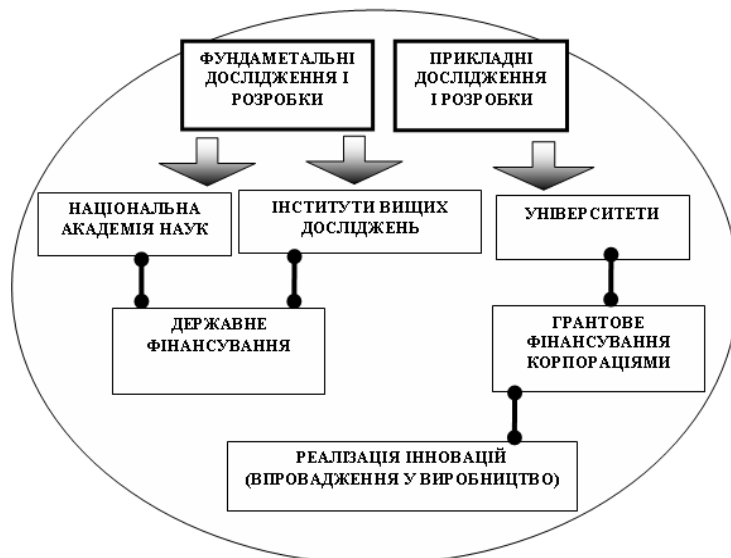 ФУНДАМЕТАЛЬНІ
ДОСЛІДЖЕННЯ І
РОЗРОБКИ
ПРИКЛАДНІ
ДОСЛІДЖЕННЯ
І РОЗРОБКИ
НАЦІОНАЛЬНА
АКАДЕМІЯ НАУК
ІНСТИТУТИ ВИЩИХ
ДОСЛІДЖЕНЬ
УНІВЕРСИТЕТИ
ДЕРЖАВНЕ
ФІНАНСУВАННЯ
ГРАНТОВЕ
ФІНАНСУВАННЯ
КОРПОРАЦІЯМИ
РЕАЛІЗАЦІЯ ІННОВАЦІЙ
(ВПРОВАДЖЕННЯ У ВИРОБНИЦТВО)